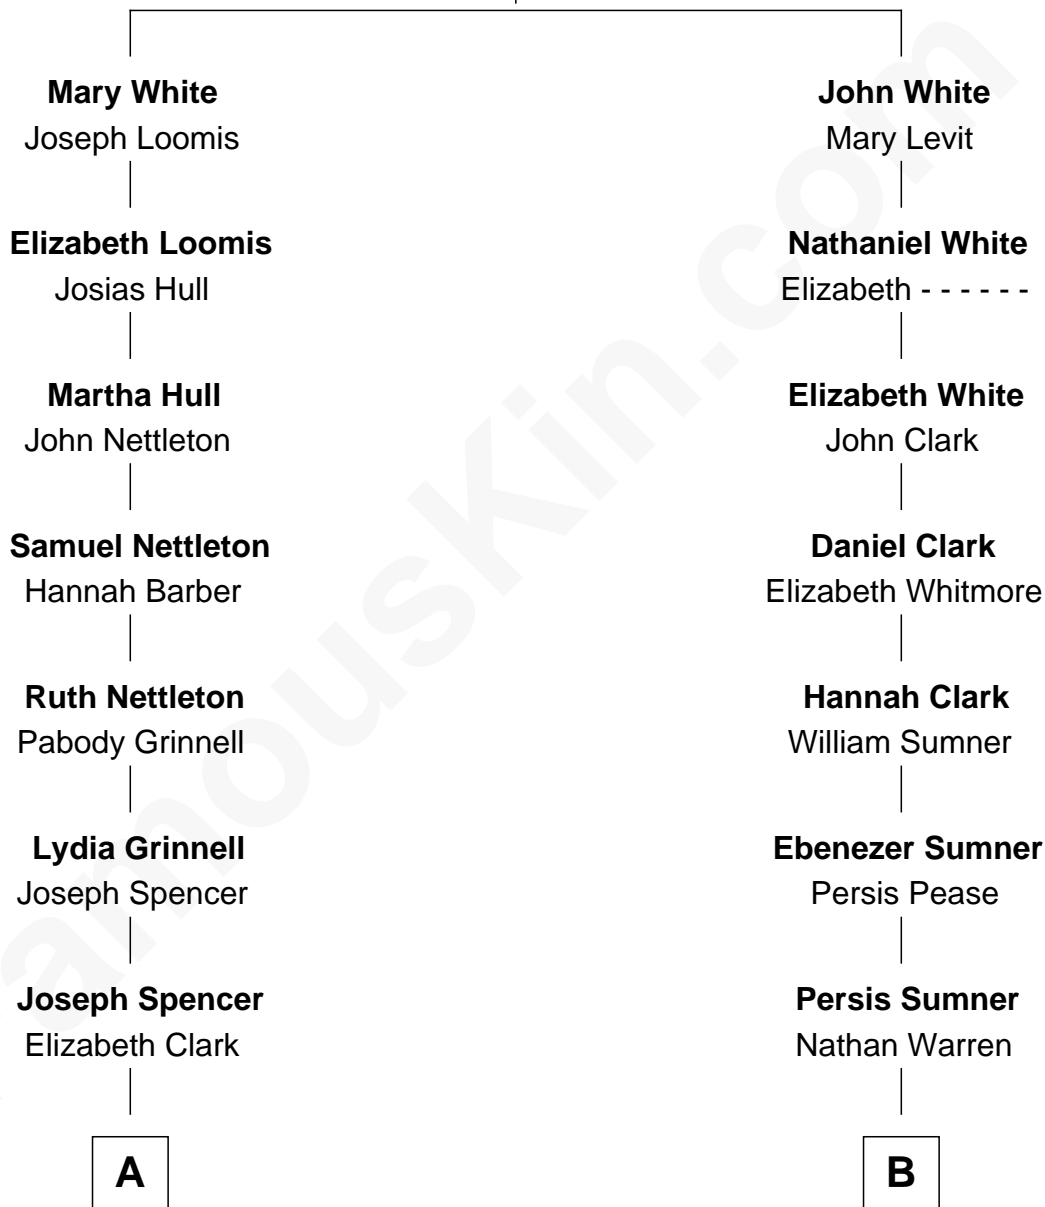 Mary White
Joseph Loomis
John White
Mary Levit
Elizabeth Loomis
Josias Hull
Nathaniel White
Elizabeth - - - - - -
Martha Hull
John Nettleton
Elizabeth White
John Clark
Samuel Nettleton
Hannah Barber
Daniel Clark
Elizabeth Whitmore
Ruth Nettleton
Pabody Grinnell
Hannah Clark
William Sumner
Lydia Grinnell
Joseph Spencer
Ebenezer Sumner
Persis Pease
Joseph Spencer
Elizabeth Clark
Persis Sumner
Nathan Warren
A
B
amouskin.com